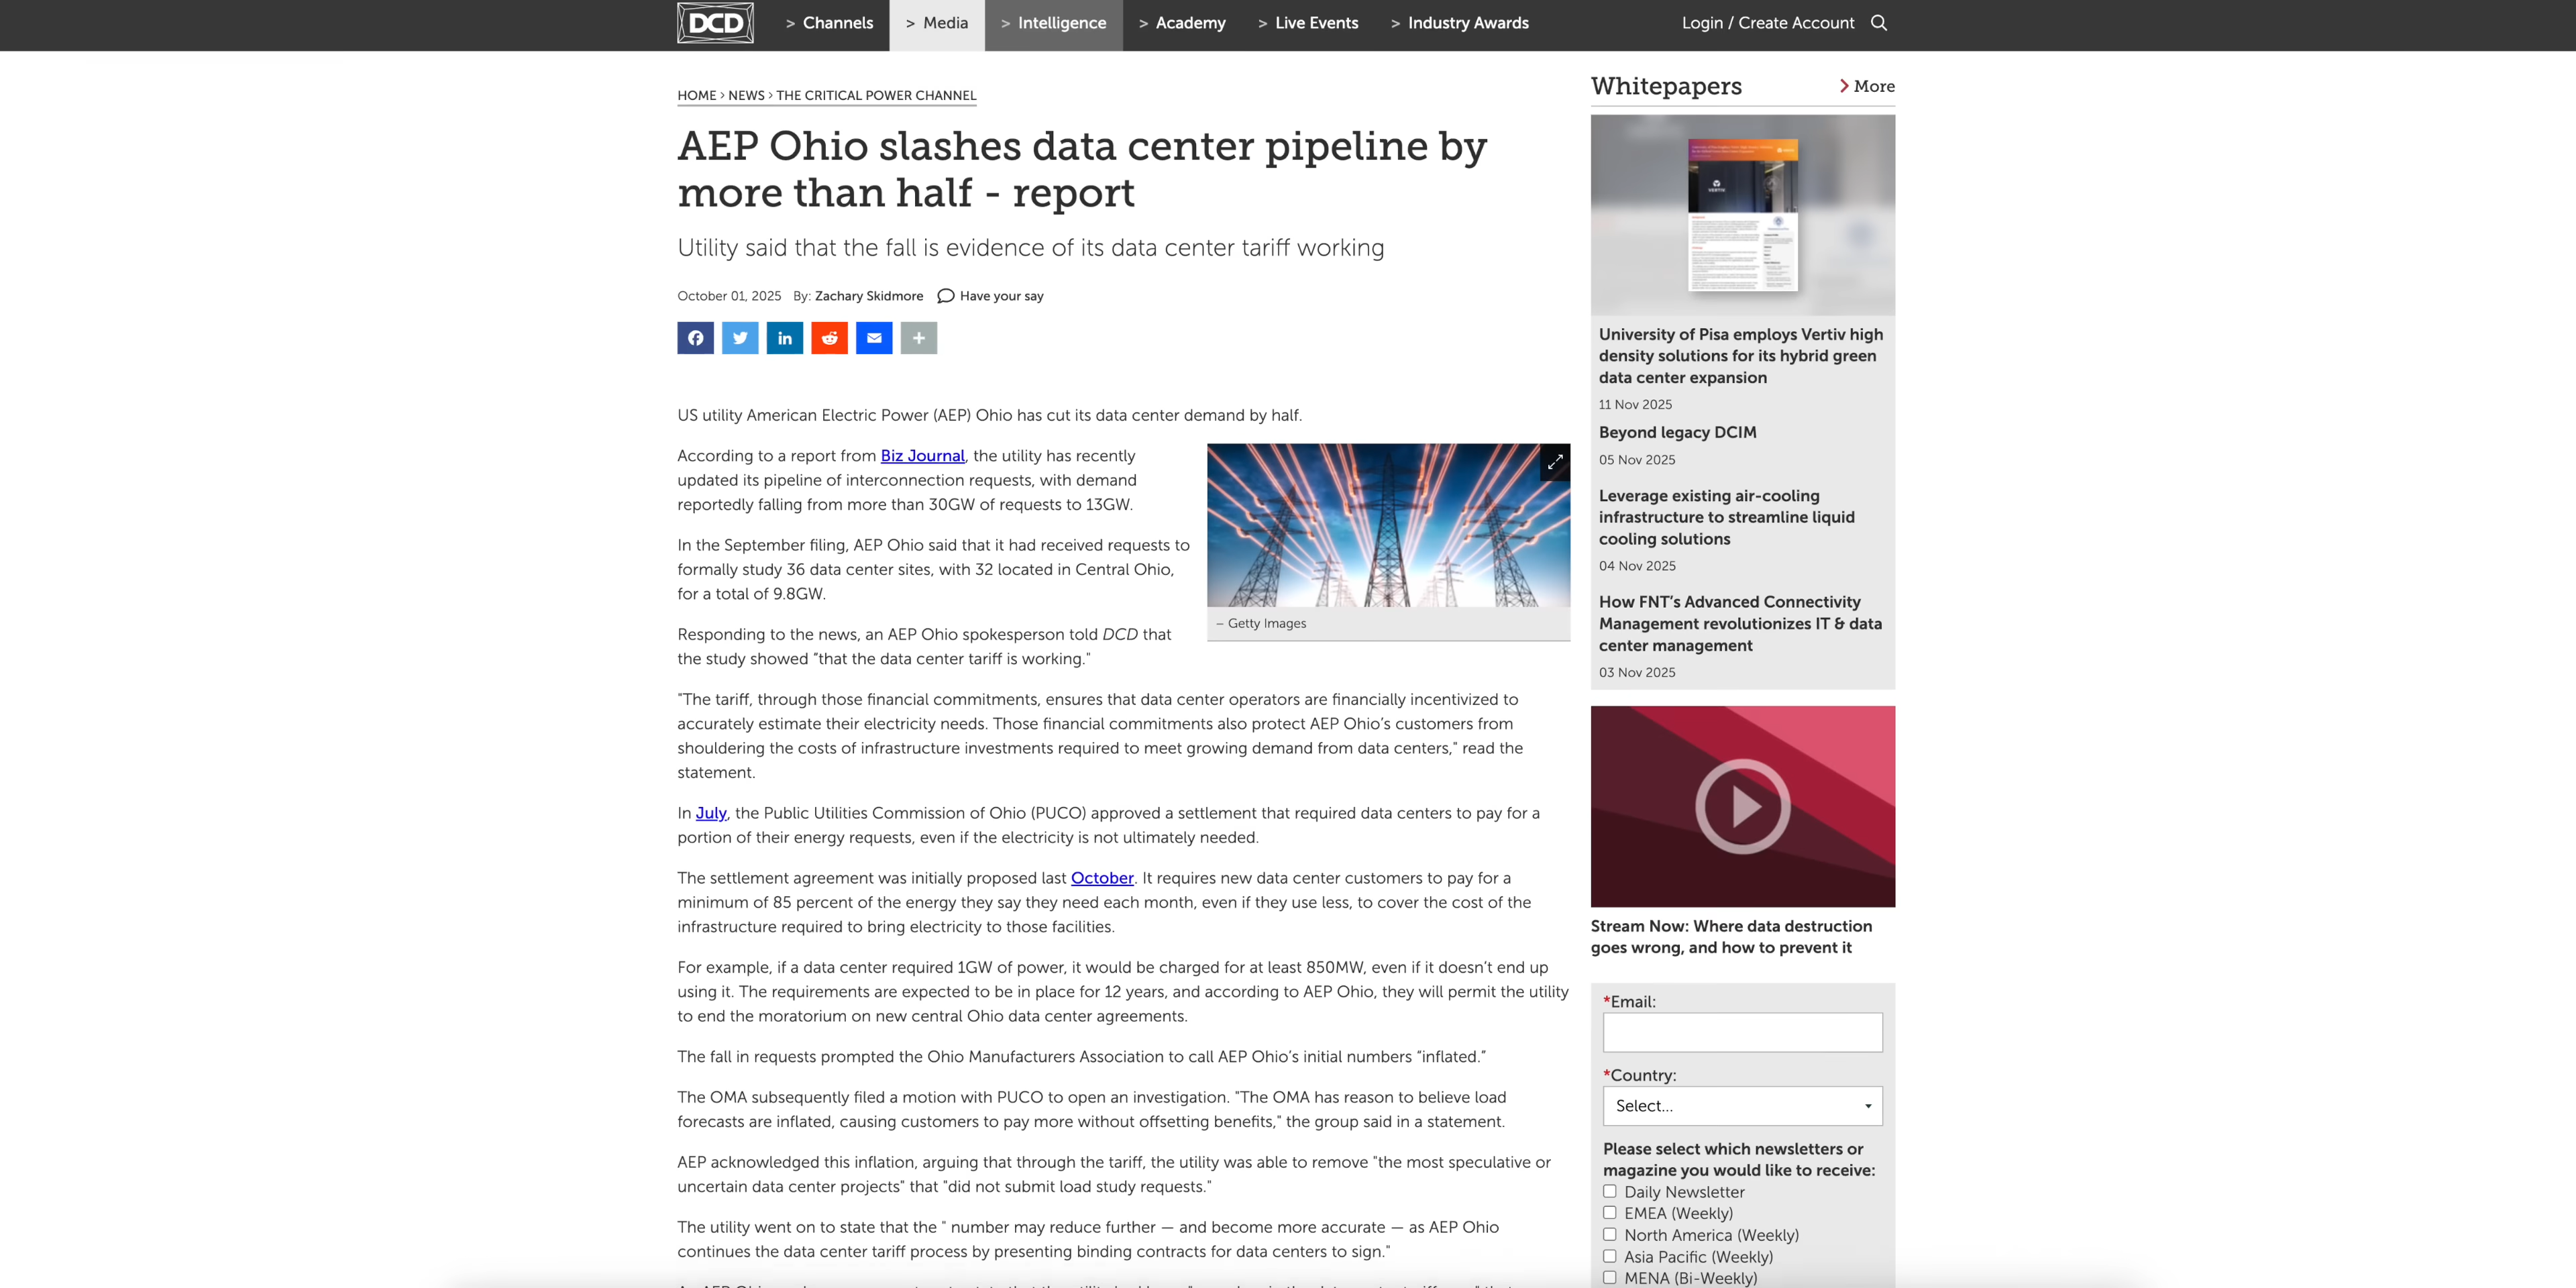 DCD
> Channels
> Media
> Intelligence
> Academy
> Live Events
> Industry Awards
Login / Create Account
HOME > NEWS > THE CRITICAL POWER CHANNEL
AEP Ohio slashes data center pipeline by
more than half - report
Utility said that the fall is evidence of its data center tariff working
October 01, 2025 By: Zachary Skidmore Have your say
US utility American Electric Power (AEP) Ohio has cut its data center demand by half.
According to a report from Biz Journal, the utility has recently
updated its pipeline of interconnection requests, with demand
reportedly falling from more than 30GW of requests to 13GW.
In the September filing, AEP Ohio said that it had received requests to
formally study 36 data center sites, with 32 located in Central Ohio,
for a total of 9.8GW.
Responding to the news, an AEP Ohio spokesperson told DCD that
the study showed "that the data center tariff is working."
– Getty Images
"The tariff, through those financial commitments, ensures that data center operators are financially incentivized to
accurately estimate their electricity needs. Those financial commitments also protect AEP Ohio's customers from
shouldering the costs of infrastructure investments required to meet growing demand from data centers," read the
statement.
In July, the Public Utilities Commission of Ohio (PUCO) approved a settlement that required data centers to pay for a
portion of their energy requests, even if the electricity is not ultimately needed.
The settlement agreement was initially proposed last October. It requires new data center customers to pay for a
minimum of 85 percent of the energy they say they need each month, even if they use less, to cover the cost of the
infrastructure required to bring electricity to those facilities.
For example, if a data center required 1GW of power, it would be charged for at least 850MW, even if it doesn't end up
using it. The requirements are expected to be in place for 12 years, and according to AEP Ohio, they will permit the utility
to end the moratorium on new central Ohio data center agreements.
The fall in requests prompted the Ohio Manufacturers Association to call AEP Ohio's initial numbers "inflated."
The OMA subsequently filed a motion with PUCO to open an investigation. "The OMA has reason to believe load
forecasts are inflated, causing customers to pay more without offsetting benefits," the group said in a statement.
AEP acknowledged this inflation, arguing that through the tariff, the utility was able to remove "the most speculative or
uncertain data center projects" that "did not submit load study requests."
The utility went on to state that the " number may reduce further — and become more accurate — as AEP Ohio
continues the data center tariff process by presenting binding contracts for data centers to sign."
Whitepapers
More
VERTIV
University of Pisa employs Vertiv high
density solutions for its hybrid green
data center expansion
11 Nov 2025
Beyond legacy DCIM
05 Nov 2025
Leverage existing air-cooling
infrastructure to streamline liquid
cooling solutions
04 Nov 2025
How FNT's Advanced Connectivity
Management revolutionizes IT & data
center management
03 Nov 2025
Stream Now: Where data destruction
goes wrong, and how to prevent it
*Email:
*Country:
Select...
Please select which newsletters or
magazine you would like to receive:
Daily Newsletter
EMEA (Weekly)
North America (Weekly)
Asia Pacific (Weekly)
MENA (Bi-Weekly)